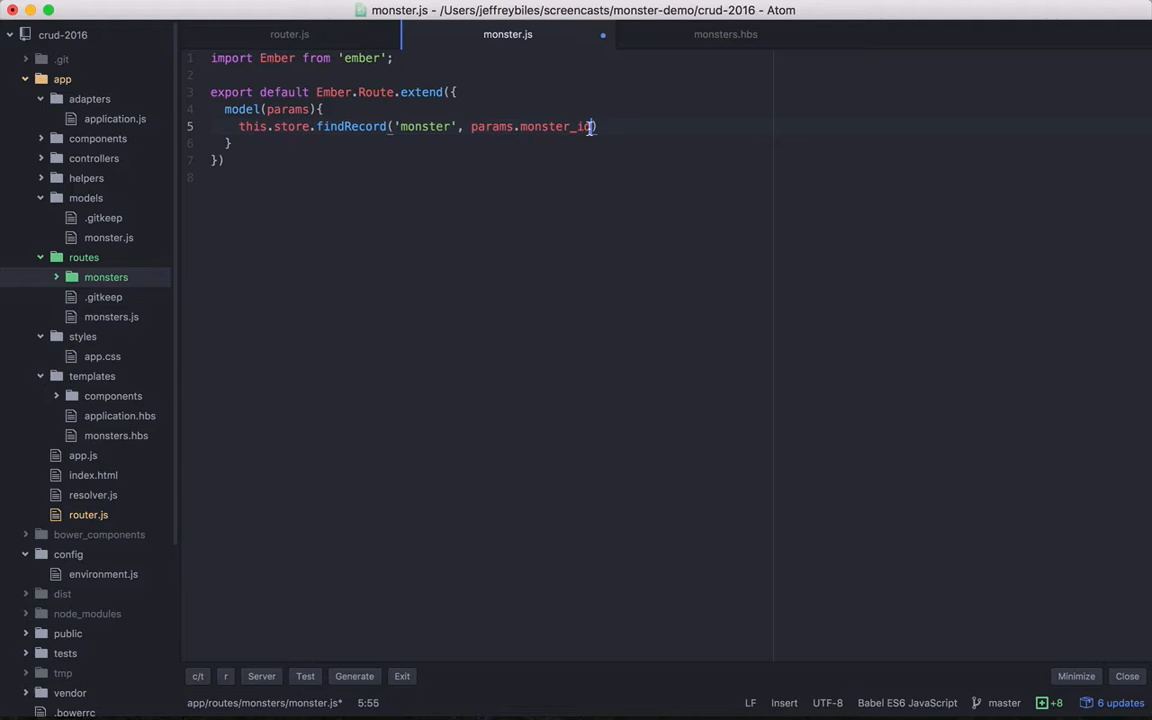 monster.js - /Users/jeffreybiles/screencasts/monster-demo/crud-2016 - Atom
crud-2016
.git
app
adapters
application.js
components
controllers
helpers
models
.gitkeep
monster.js
routes
monsters
.gitkeep
monsters.js
styles
app.css
templates
components
application.hbs
monsters.hbs
app.js
index.html
resolver.js
router.js
bower_components
config
environment.js
dist
node_modules
public
tests
tmp
vendor
.bowerrc
router.js
monster.js
monsters.hbs
1 import Ember from 'ember';
2
3 export default Ember.Route.extend({
4 model(params){
5 this.store.findRecord('monster', params.monster_id)
6 }
7 })
8
c/t r Server Test Generate Exit Minimize Close
app/routes/monsters/monster.js* 5:55 LF Insert UTF-8 Babel ES6 JavaScript master +8 6 updates